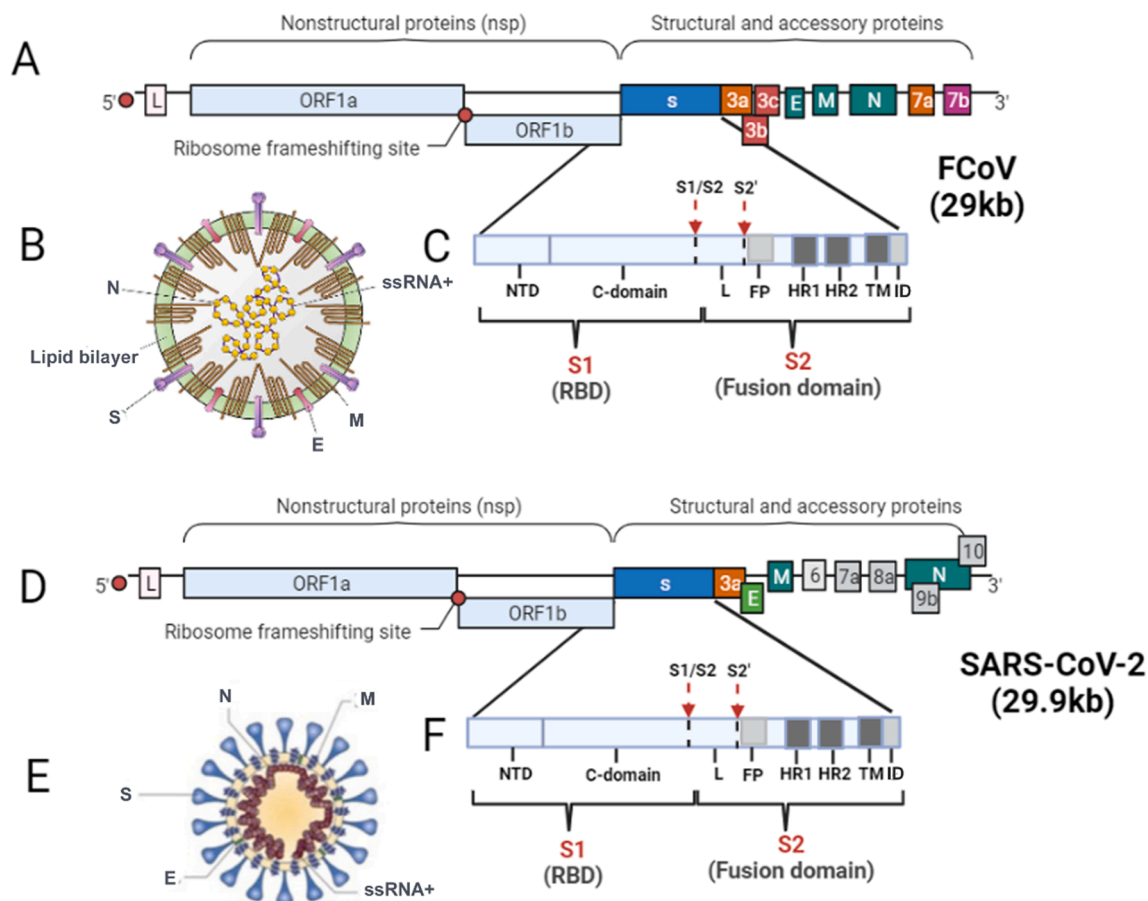 Nonstructural proteins (nsp) Structural and accessory proteins
A
5' L ORF1a S 3a 3c E M N 7a 7b 3'
ORF1b 3b
Ribosome frameshifting site
FCoV
(29kb)
B
N
ssRNA+
Lipid bilayer
S
M
E
C
S1/S2 S2'
NTD C-domain L FP HR1 HR2 TM ID
S1 S2
(RBD) (Fusion domain)
Nonstructural proteins (nsp) Structural and accessory proteins
D
10
5' L ORF1a S 3a M 6 7a 8a N 3'
ORF1b E 9b
Ribosome frameshifting site
SARS-CoV-2
(29.9kb)
E
N M
S
E
ssRNA+
F
S1/S2 S2'
NTD C-domain L FP HR1 HR2 TM ID
S1 S2
(RBD) (Fusion domain)